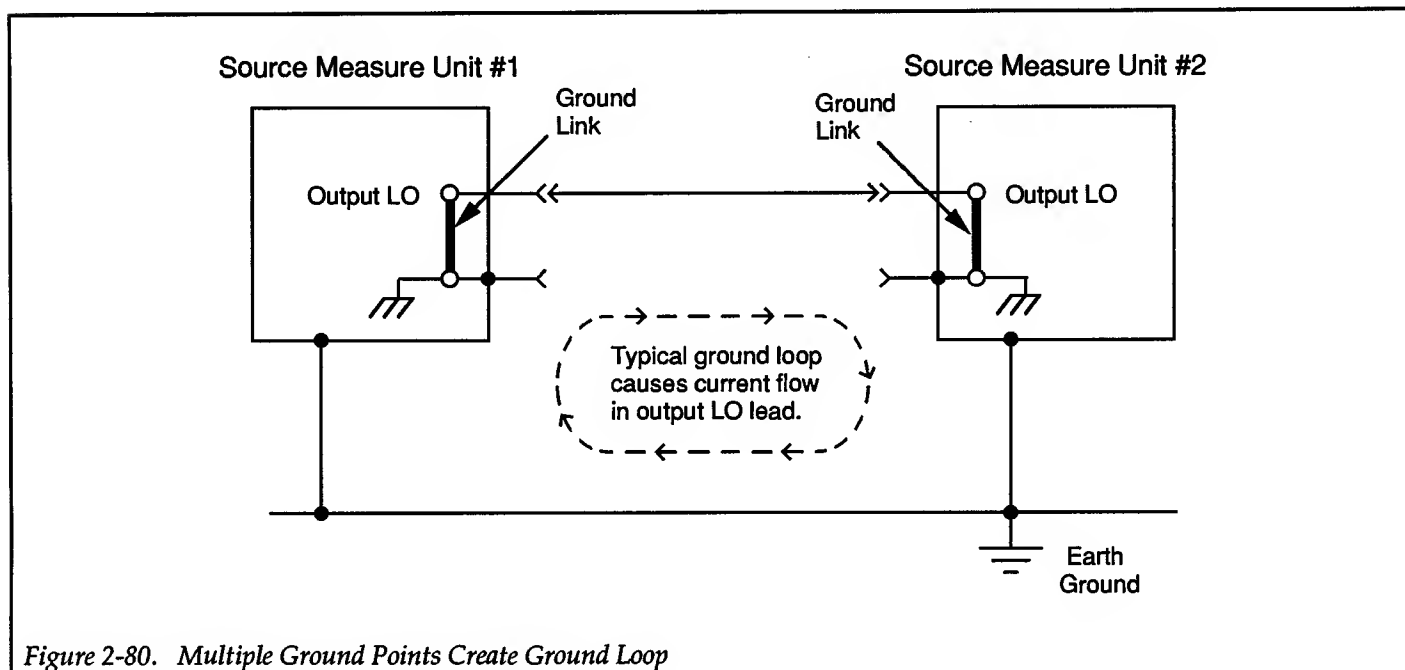 Source Measure Unit #1
Source Measure Unit #2
Ground
Link
Ground
Link
Output LO
Output LO
Typical ground loop
causes current flow
in output LO lead.
Earth
Ground
Figure 2-80. Multiple Ground Points Create Ground Loop